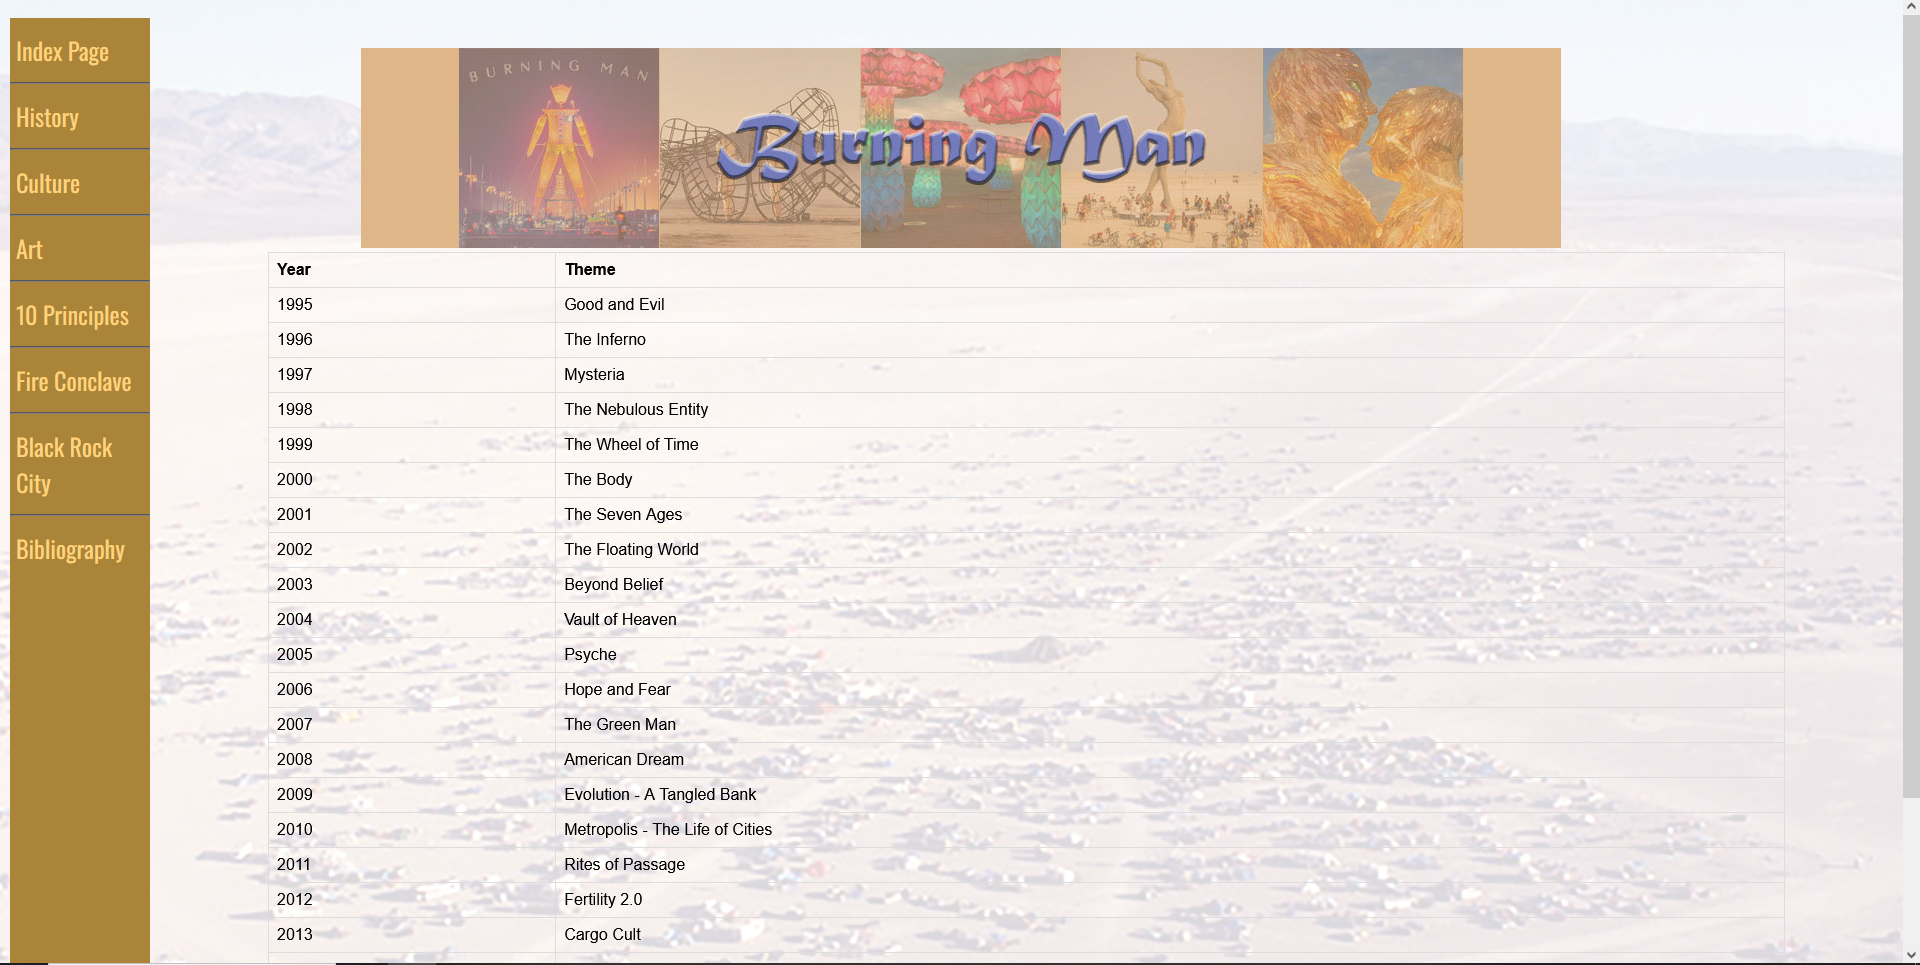 Index Page
History
Culture
Art
10 Principles
Fire Conclave
Black Rock
City
Bibliography
BURNING MAN
Burning Man
Year Theme
1995 Good and Evil
1996 The Inferno
1997 Mysteria
1998 The Nebulous Entity
1999 The Wheel of Time
2000 The Body
2001 The Seven Ages
2002 The Floating World
2003 Beyond Belief
2004 Vault of Heaven
2005 Psyche
2006 Hope and Fear
2007 The Green Man
2008 American Dream
2009 Evolution - A Tangled Bank
2010 Metropolis - The Life of Cities
2011 Rites of Passage
2012 Fertility 2.0
2013 Cargo Cult